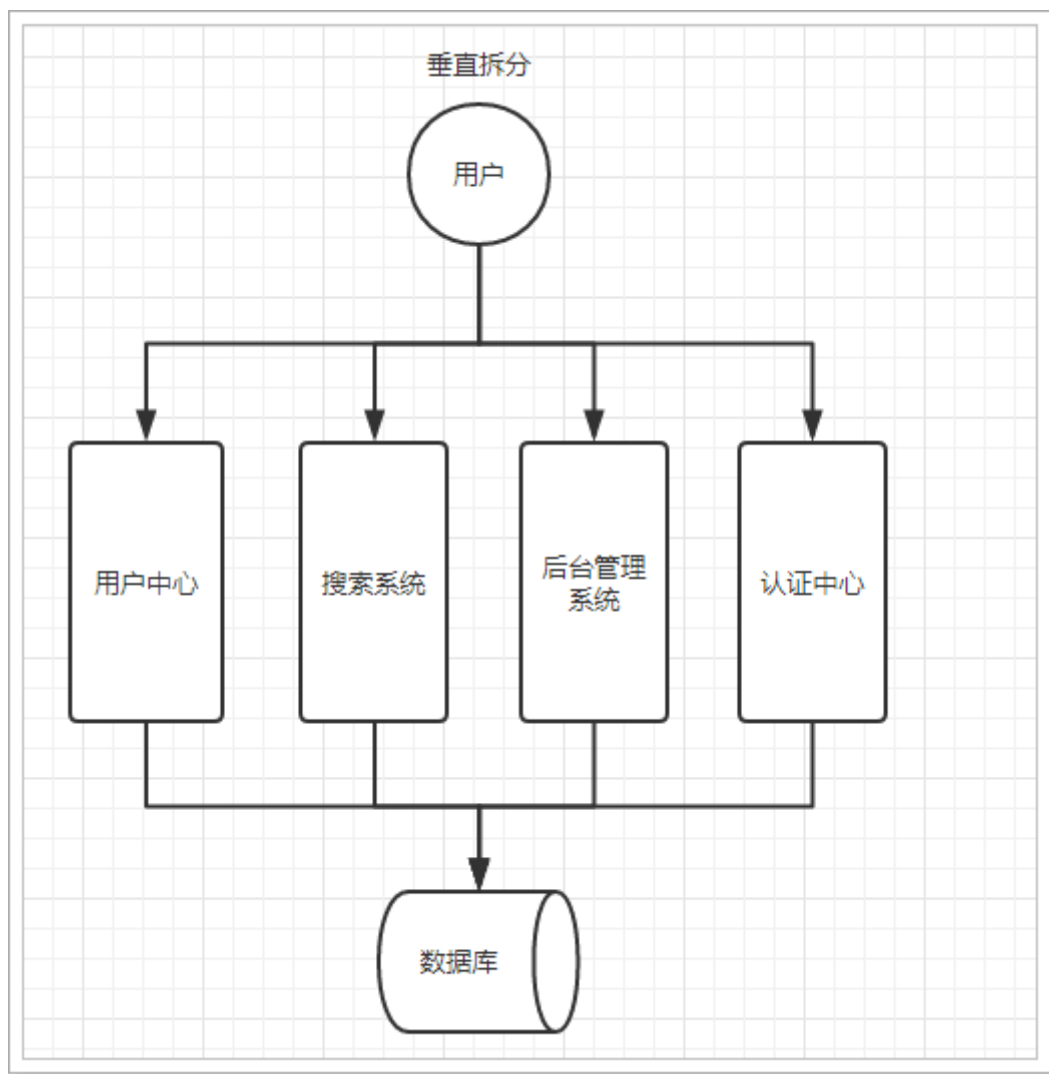 垂直拆分
用户
用户中心
搜索系统
后台管理
系统
认证中心
数据库